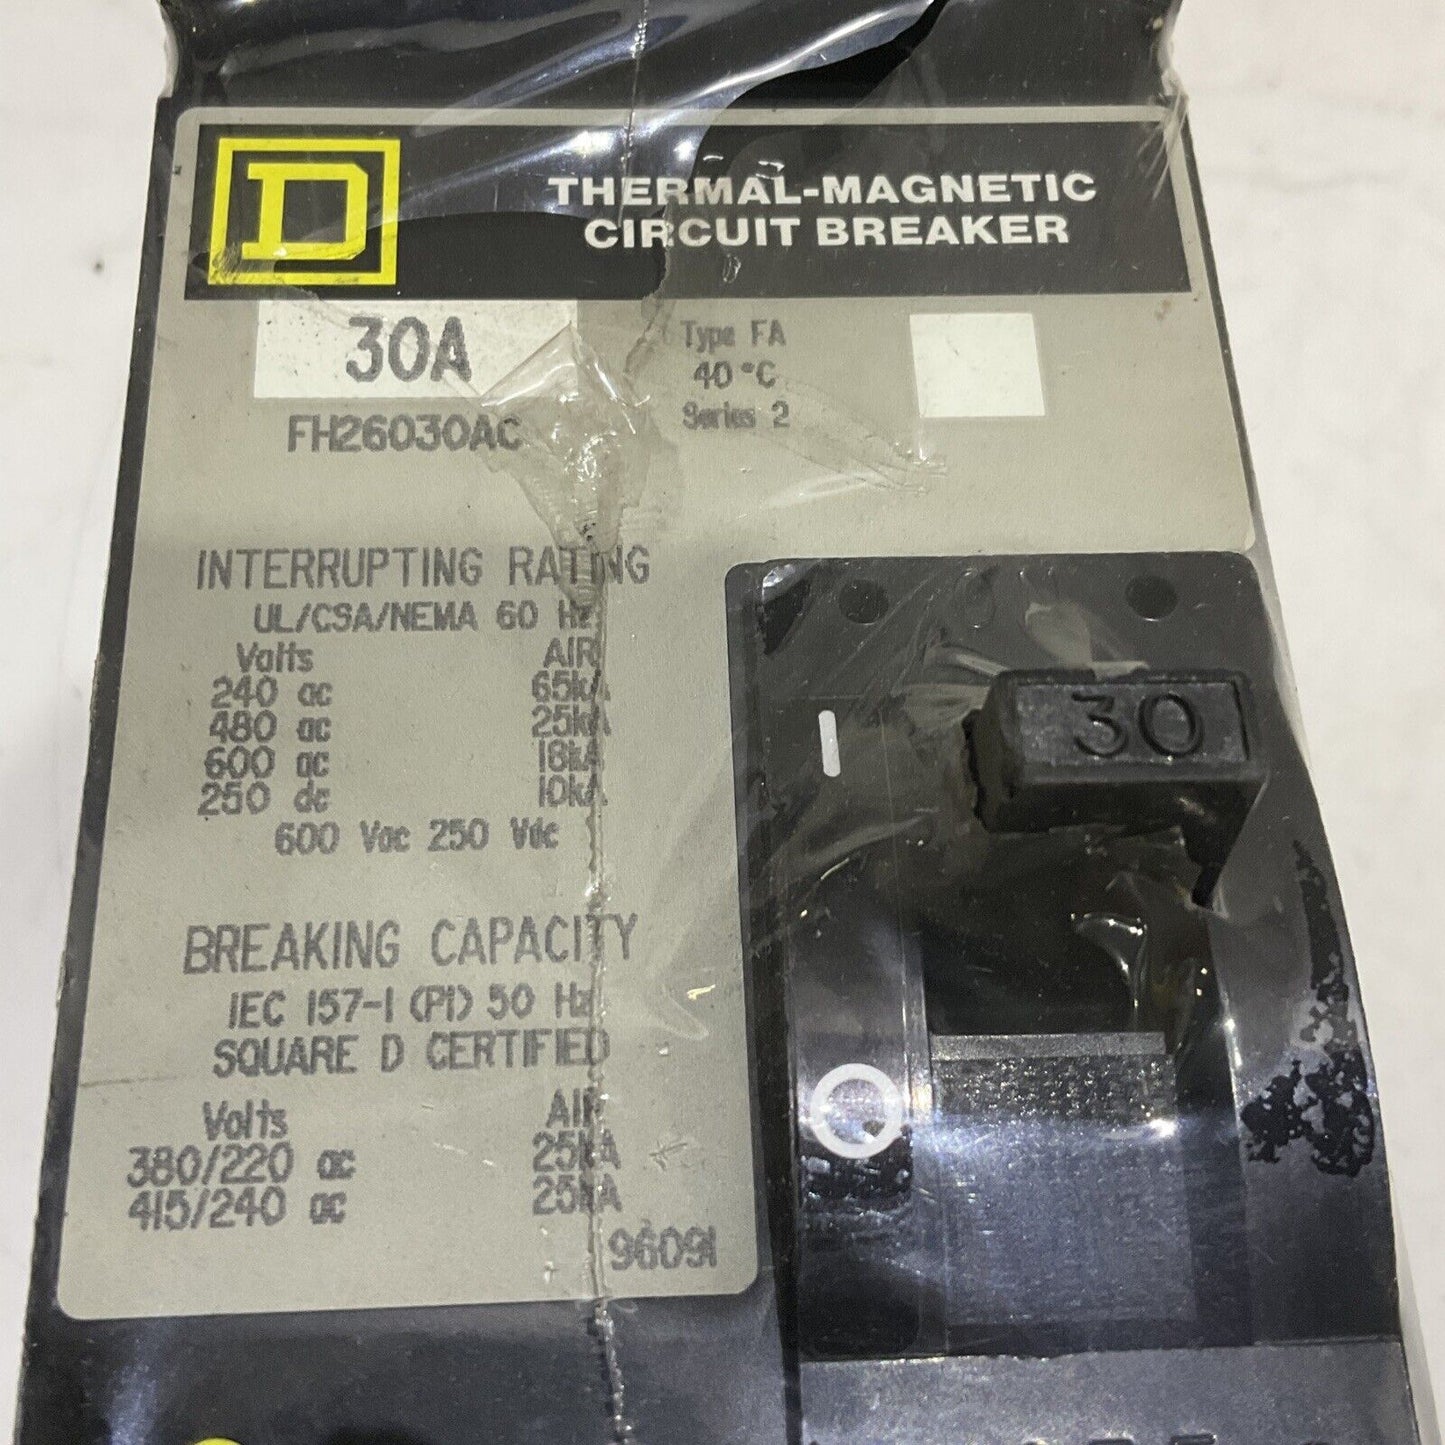 D
THERMAL-MAGNETIC
CIRCUIT BREAKER
30A
FH26030AC
Type FA
40°C
Series 2
INTERRUPTING RATING
UL/CSA/NEMA 60 Hz
Volts AIR
240 ac 65kA
480 ac 25kA
600 ac 18kA
250 dc 10kA
600 Vac 250 Vdc
BREAKING CAPACITY
IEC 157-1 (P1) 50 Hz
SQUARE D CERTIFIED
Volts AIR
380/220 ac 25kA
415/240 ac 25kA
96091
30
I
O